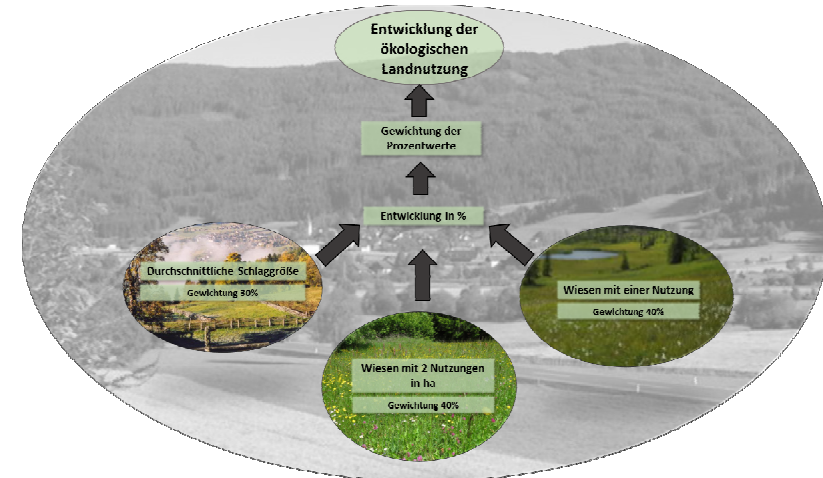 Entwicklung der
ökologischen
Landnutzung
Gewichtung der
Prozentwerte
Entwicklung in %
Durchschnittliche Schlaggröße
Gewichtung 30%
Wiesen mit einer Nutzung
Gewichtung 40%
Wiesen mit 2 Nutzungen
in ha
Gewichtung 40%